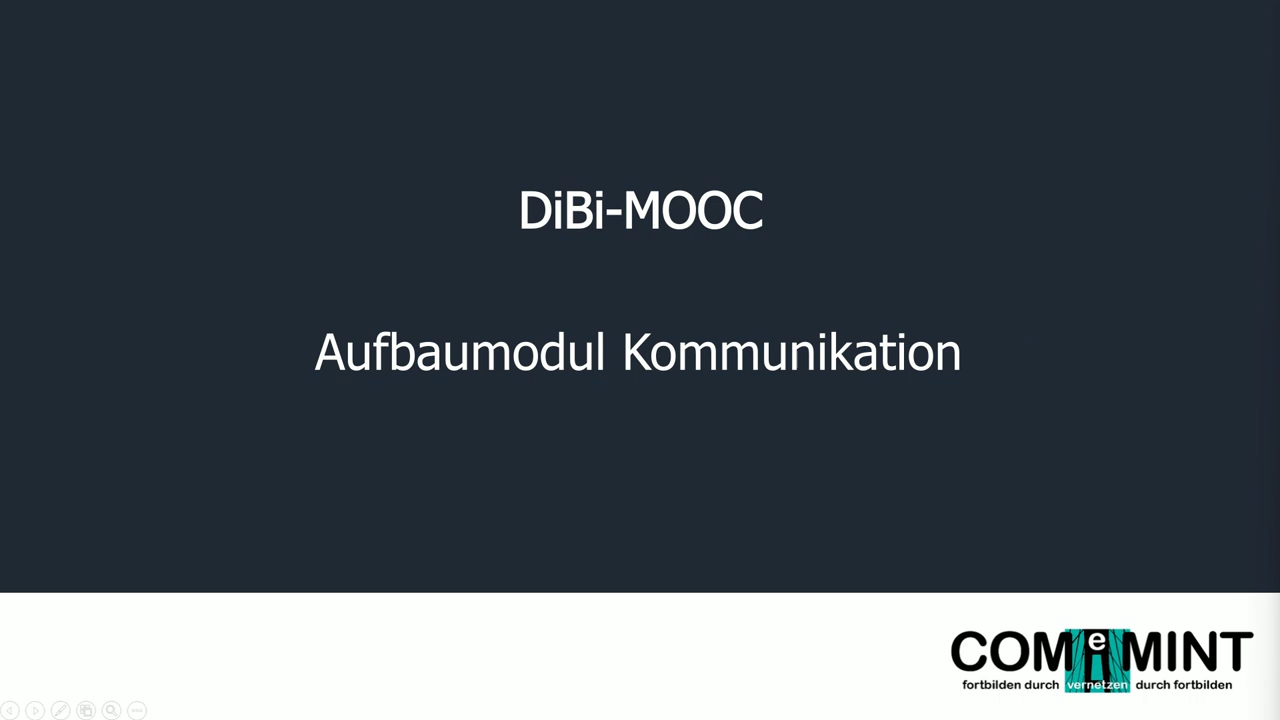 DiBi-MOOC
Aufbaumodul Kommunikation
COMeMINT
fortbilden durch vernetzen durch fortbilden